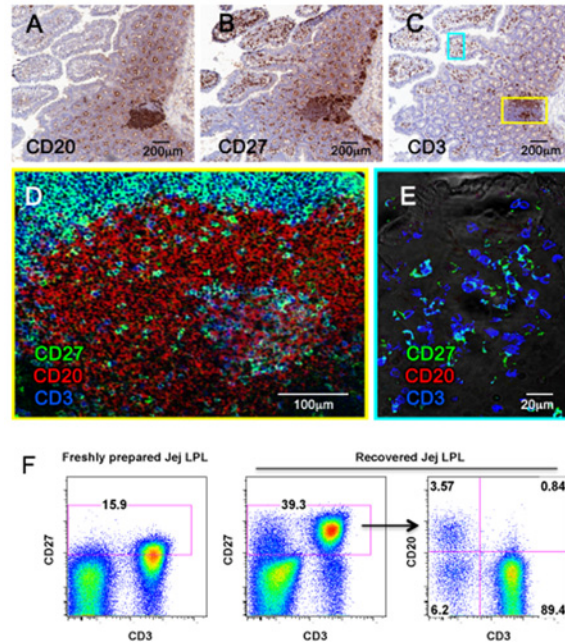 A
B
C
CD20
200µm
CD27
200µm
CD3
200µm
D
E
CD27
CD20
CD3
100µm
CD27
CD20
CD3
20µm
F
Freshly prepared Jej LPL
Recovered Jej LPL
15.9
39.3
3.57
0.84
CD27
CD27
CD20
6.2
89.4
CD3
CD3
CD3